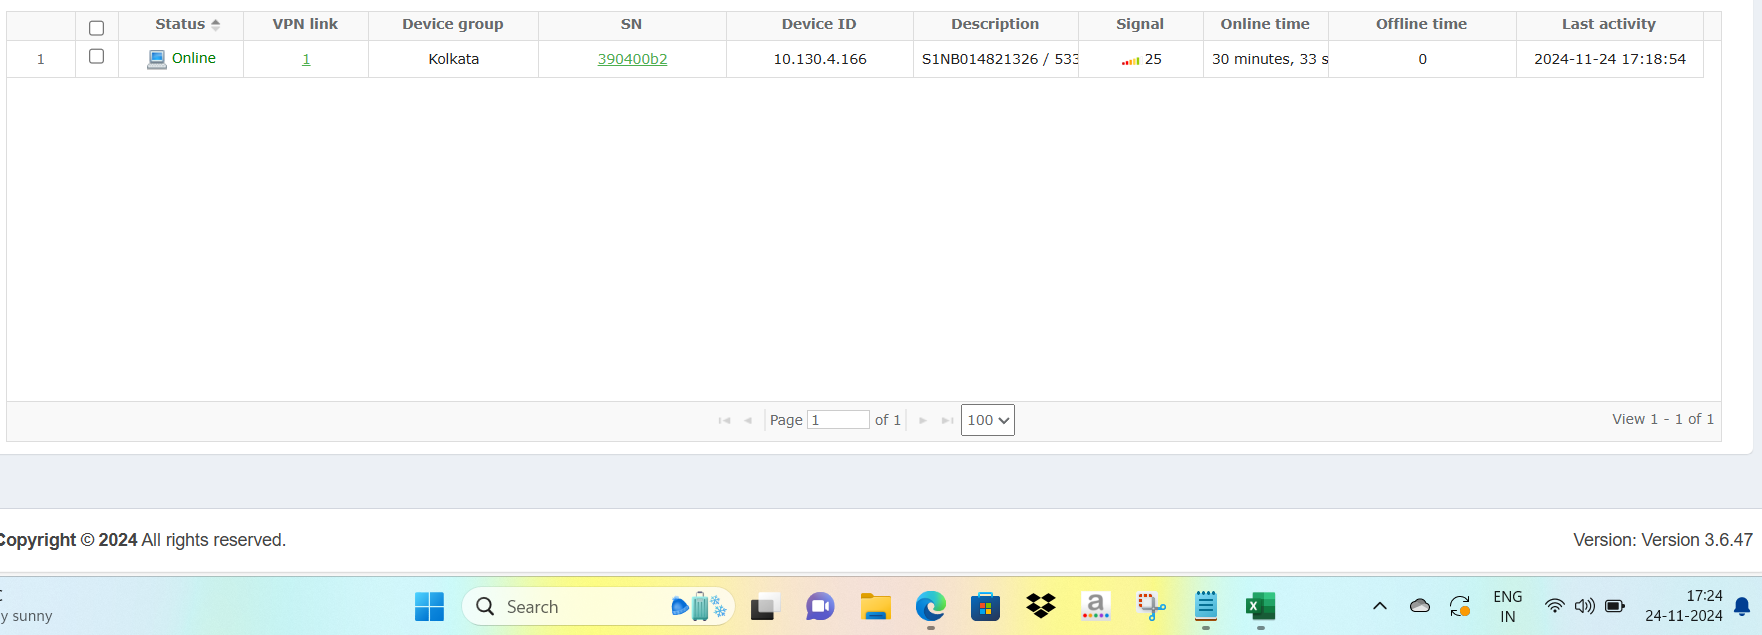 Status VPN link Device group SN Device ID Description Signal Online time Offline time Last activity
1 Online 1 Kolkata 390400b2 10.130.4.166 S1NB014821326 / 533 25 30 minutes, 33 s 0 2024-11-24 17:18:54
Page 1 of 1 100 View 1 - 1 of 1
Copyright © 2024 All rights reserved. Version: Version 3.6.47
Search ENG 17:24
y sunny IN 24-11-2024